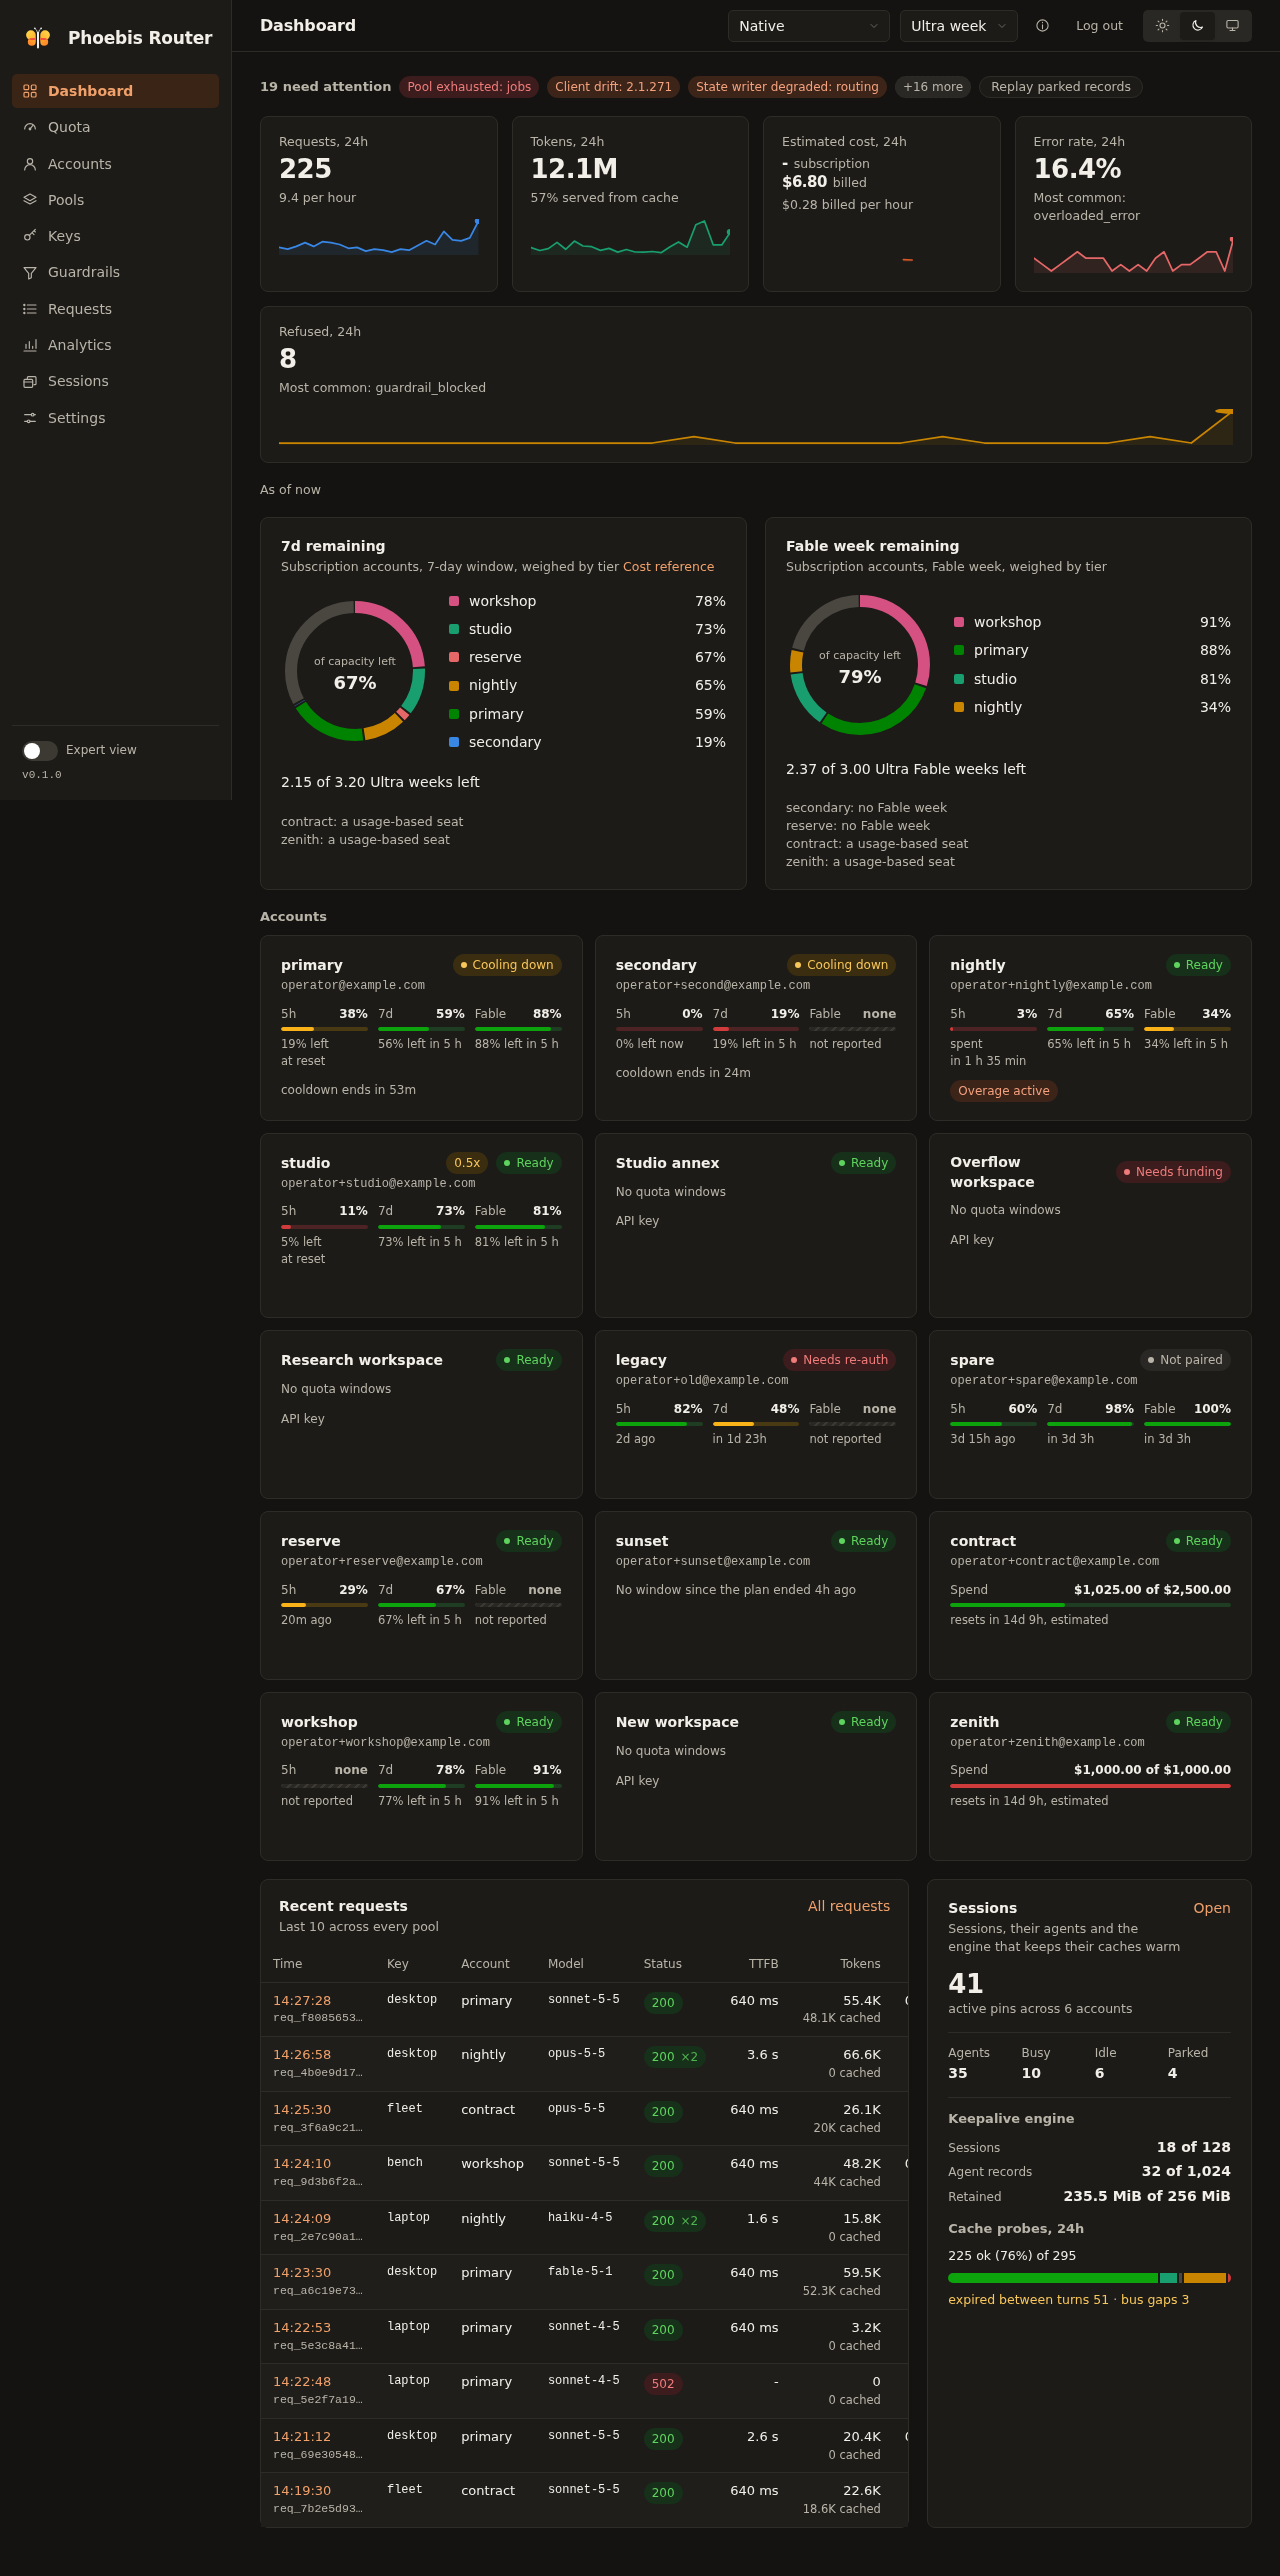 Phoebis Router
Dashboard
Quota
Accounts
Pools
Keys
Guardrails
Requests
Analytics
Sessions
Settings
Expert view
v0.1.0
Dashboard
Native
Ultra week
Log out
19 need attention
Pool exhausted: jobs
Client drift: 2.1.271
State writer degraded: routing
+16 more
Replay parked records
Requests, 24h
225
9.4 per hour
Tokens, 24h
12.1M
57% served from cache
Estimated cost, 24h
- subscription
$6.80 billed
$0.28 billed per hour
Error rate, 24h
16.4%
Most common:
overloaded_error
Refused, 24h
8
Most common: guardrail_blocked
As of now
7d remaining
Subscription accounts, 7-day window, weighed by tier Cost reference
of capacity left
67%
workshop 78%
studio 73%
reserve 67%
nightly 65%
primary 59%
secondary 19%
2.15 of 3.20 Ultra weeks left
contract: a usage-based seat
zenith: a usage-based seat
Fable week remaining
Subscription accounts, Fable week, weighed by tier
of capacity left
79%
workshop 91%
primary 88%
studio 81%
nightly 34%
2.37 of 3.00 Ultra Fable weeks left
secondary: no Fable week
reserve: no Fable week
contract: a usage-based seat
zenith: a usage-based seat
Accounts
primary Cooling down
operator@example.com
5h 38% 7d 59% Fable 88%
19% left at reset 56% left in 5 h 88% left in 5 h
cooldown ends in 53m
secondary Cooling down
operator+second@example.com
5h 0% 7d 19% Fable none
0% left now 19% left in 5 h not reported
cooldown ends in 24m
nightly Ready
operator+nightly@example.com
5h 3% 7d 65% Fable 34%
spent in 1 h 35 min 65% left in 5 h 34% left in 5 h
Overage active
studio 0.5x Ready
operator+studio@example.com
5h 11% 7d 73% Fable 81%
5% left at reset 73% left in 5 h 81% left in 5 h
Studio annex Ready
No quota windows
API key
Overflow workspace Needs funding
No quota windows
API key
Research workspace Ready
No quota windows
API key
legacy Needs re-auth
operator+old@example.com
5h 82% 7d 48% Fable none
2d ago in 1d 23h not reported
spare Not paired
operator+spare@example.com
5h 60% 7d 98% Fable 100%
3d 15h ago in 3d 3h in 3d 3h
reserve Ready
operator+reserve@example.com
5h 29% 7d 67% Fable none
20m ago 67% left in 5 h not reported
sunset Ready
operator+sunset@example.com
No window since the plan ended 4h ago
contract Ready
operator+contract@example.com
Spend $1,025.00 of $2,500.00
resets in 14d 9h, estimated
workshop Ready
operator+workshop@example.com
5h none 7d 78% Fable 91%
not reported 77% left in 5 h 91% left in 5 h
New workspace Ready
No quota windows
API key
zenith Ready
operator+zenith@example.com
Spend $1,000.00 of $1,000.00
resets in 14d 9h, estimated
Recent requests All requests
Last 10 across every pool
Time Key Account Model Status TTFB Tokens
14:27:28 desktop primary sonnet-5-5 200 640 ms 55.4K
req_f8085653… 48.1K cached
14:26:58 desktop nightly opus-5-5 200 ×2 3.6 s 66.6K
req_4b0e9d17… 0 cached
14:25:30 fleet contract opus-5-5 200 640 ms 26.1K
req_3f6a9c21… 20K cached
14:24:10 bench workshop sonnet-5-5 200 640 ms 48.2K
req_9d3b6f2a… 44K cached
14:24:09 laptop nightly haiku-4-5 200 ×2 1.6 s 15.8K
req_2e7c90a1… 0 cached
14:23:30 desktop primary fable-5-1 200 640 ms 59.5K
req_a6c19e73… 52.3K cached
14:22:53 laptop primary sonnet-4-5 200 640 ms 3.2K
req_5e3c8a41… 0 cached
14:22:48 laptop primary sonnet-4-5 502 - 0
req_5e2f7a19… 0 cached
14:21:12 desktop primary sonnet-5-5 200 2.6 s 20.4K
req_69e30548… 0 cached
14:19:30 fleet contract sonnet-5-5 200 640 ms 22.6K
req_7b2e5d93… 18.6K cached
Sessions Open
Sessions, their agents and the
engine that keeps their caches warm
41
active pins across 6 accounts
Agents Busy Idle Parked
35 10 6 4
Keepalive engine
Sessions 18 of 128
Agent records 32 of 1,024
Retained 235.5 MiB of 256 MiB
Cache probes, 24h
225 ok (76%) of 295
expired between turns 51 · bus gaps 3